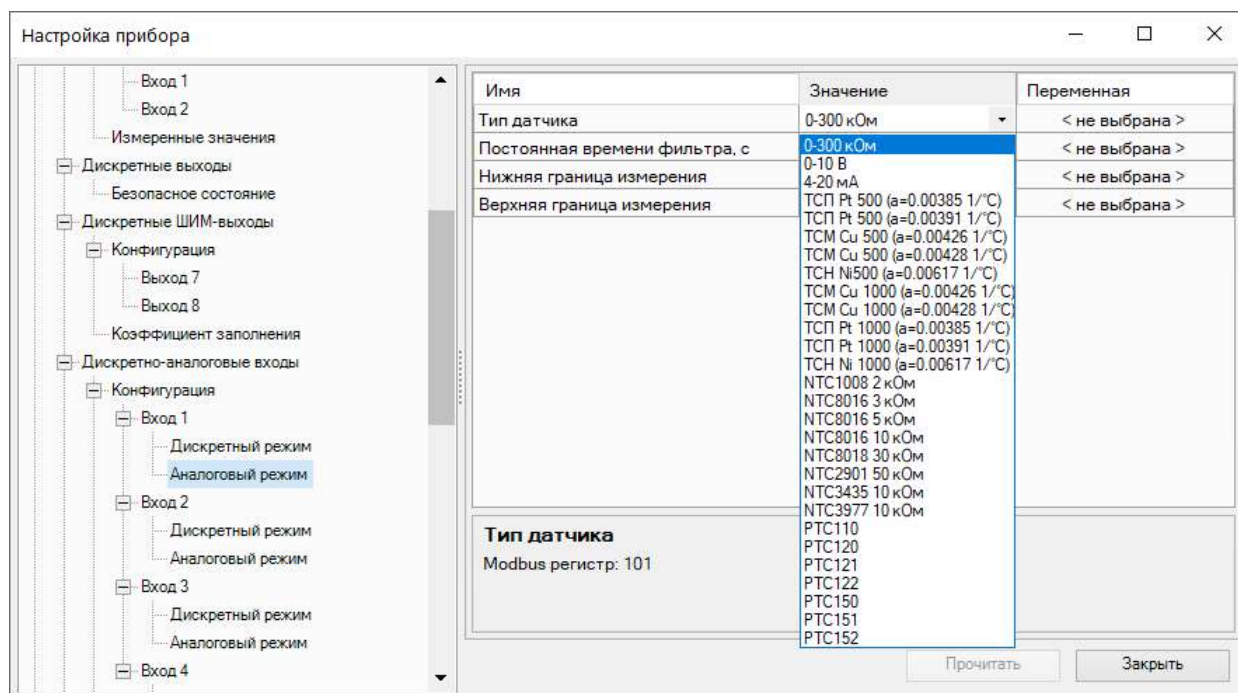 Настройка прибора
Вход 1
Вход 2
Измеренные значения
Дискретные выходы
Безопасное состояние
Дискретные ШИМ-выходы
Конфигурация
Выход 7
Выход 8
Коэффициент заполнения
Дискретно-аналоговые входы
Конфигурация
Вход 1
Дискретный режим
Аналоговый режим
Вход 2
Дискретный режим
Аналоговый режим
Вход 3
Дискретный режим
Аналоговый режим
Вход 4
Имя Значение Переменная
Тип датчика 0-300 кОм < не выбрана >
Постоянная времени фильтра, с < не выбрана >
Нижняя граница измерения < не выбрана >
Верхняя граница измерения < не выбрана >
0-300 кОм
0-10 В
4-20 мА
ТСП Pt 500 (a=0.00385 1/°C)
ТСП Pt 500 (a=0.00391 1/°C)
ТСМ Cu 500 (a=0.00426 1/°C)
ТСМ Cu 500 (a=0.00428 1/°C)
ТСН Ni500 (a=0.00617 1/°C)
ТСМ Cu 1000 (a=0.00426 1/°C)
ТСМ Cu 1000 (a=0.00428 1/°C)
ТСП Pt 1000 (a=0.00385 1/°C)
ТСП Pt 1000 (a=0.00391 1/°C)
ТСН Ni 1000 (a=0.00617 1/°C)
NTC1008 2 кОм
NTC8016 3 кОм
NTC8016 5 кОм
NTC8016 10 кОм
NTC8018 30 кОм
NTC2901 50 кОм
NTC3435 10 кОм
NTC3977 10 кОм
PTC110
PTC120
PTC121
PTC122
PTC150
PTC151
PTC152
Тип датчика
Modbus регистр: 101
Прочитать Закрыть